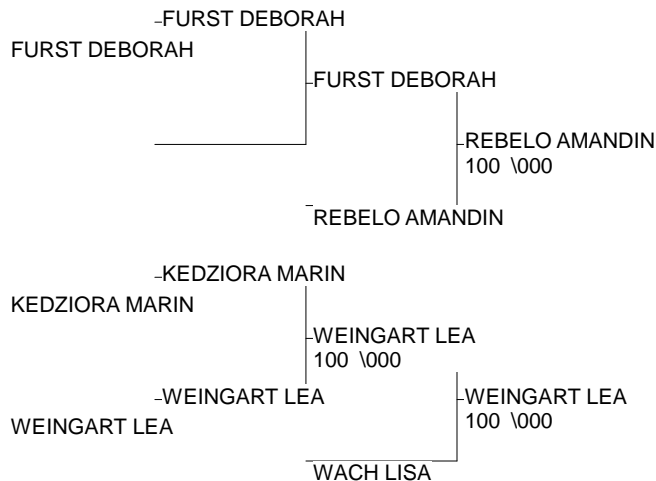 FURST DEBORAH
FURST DEBORAH
FURST DEBORAH
REBELO AMANDIN
100 \000
REBELO AMANDIN
KEDZIORA MARIN
KEDZIORA MARIN
WEINGART LEA
100 \000
WEINGART LEA
WEINGART LEA
100 \000
WEINGART LEA
WACH LISA